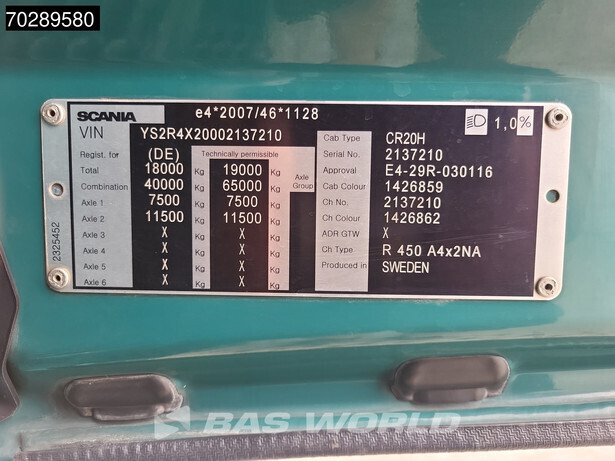 70289580
SCANIA e4*2007/46*1128 1,0%
VIN YS2R4X20002137210
Regist. for (DE) Technically permissible
Total 18000 Kg 19000 Kg
Combination 40000 Kg 65000 Kg Axle Group
Axle 1 7500 Kg 7500 Kg
Axle 2 11500 Kg 11500 Kg
Axle 3 X Kg X Kg
Axle 4 X Kg X Kg
Axle 5 X Kg X Kg
Axle 6 X Kg X Kg
Cab Type CR20H
Serial No. 2137210
Approval E4-29R-030116
Cab Colour 1426859
Ch No. 2137210
Ch Colour 1426862
ADR GTW X
Ch Type R 450 A4x2NA
Produced in SWEDEN
2325452
BAS WORLD